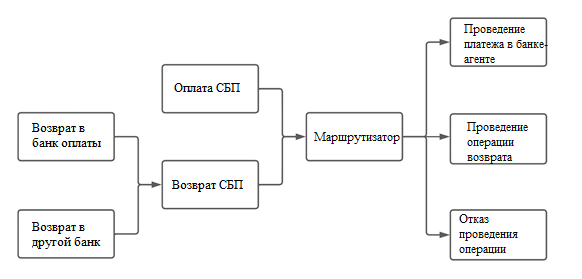 Проведение
платежа в банке-
агенте
Оплата СБП
Возврат в
банк оплаты
Маршрутизатор
Проведение
операции
возврата
Возврат СБП
Возврат в
другой банк
Отказ
проведения
операции